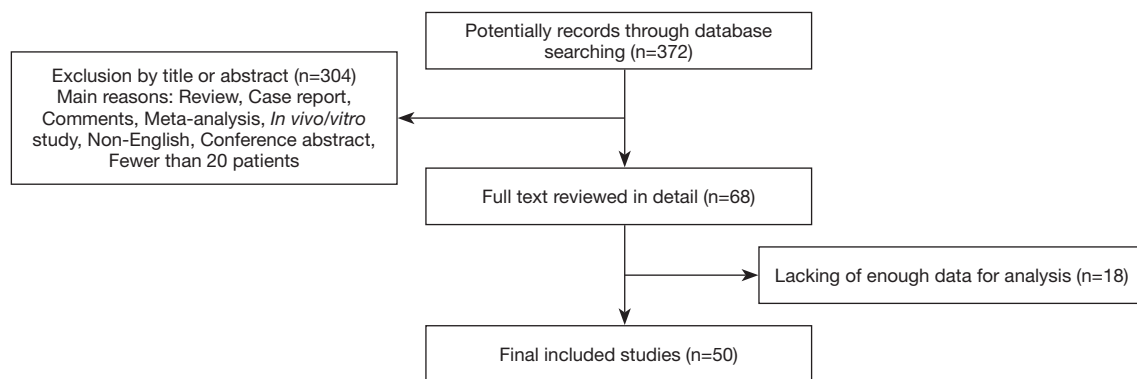 Potentially records through database
searching (n=372)
Exclusion by title or abstract (n=304)
Main reasons: Review, Case report,
Comments, Meta-analysis, In vivo/vitro
study, Non-English, Conference abstract,
Fewer than 20 patients
Full text reviewed in detail (n=68)
Lacking of enough data for analysis (n=18)
Final included studies (n=50)